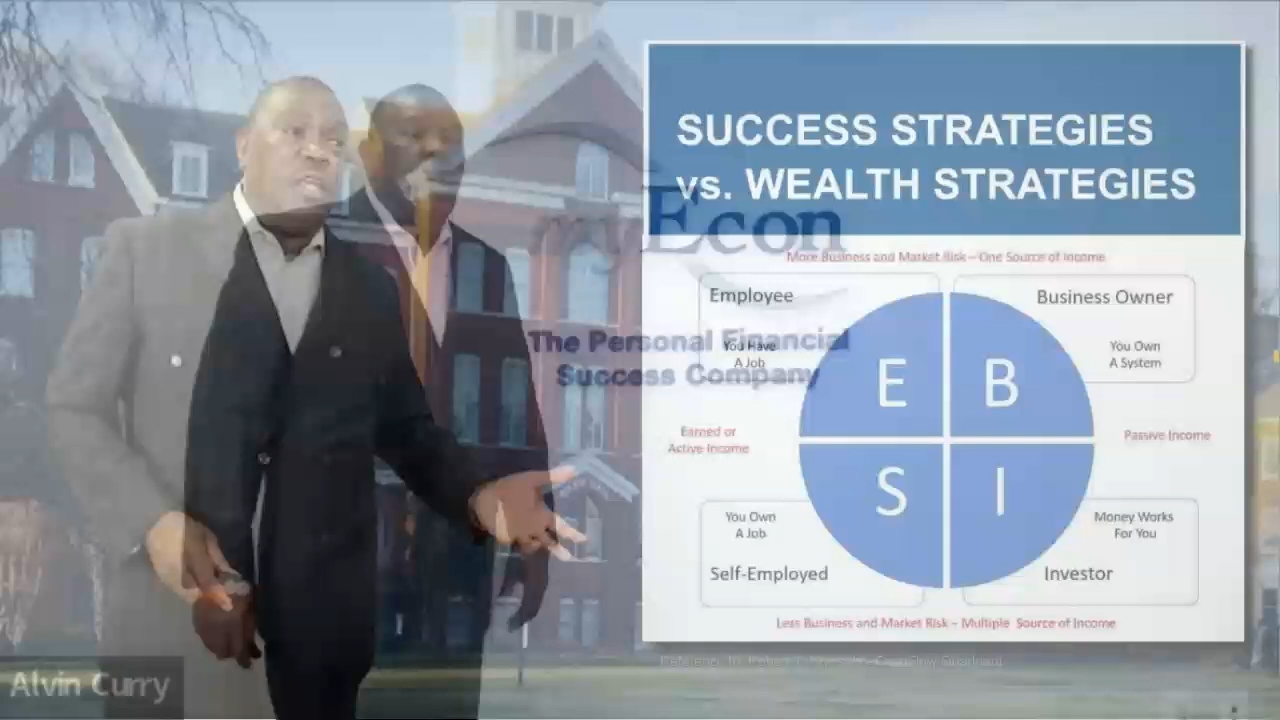 SUCCESS STRATEGIES
vs. WEALTH STRATEGIES
Econ
More Business and Market Risk – One Source of Income
Employee
Business Owner
The Personal Financial
Success Company
You Have
A Job
You Own
A System
E
B
Earned or
Active Income
Passive Income
S
I
You Own
A Job
Money Works
For You
Self-Employed
Investor
Less Business and Market Risk – Multiple Source of Income
Alvin Curry